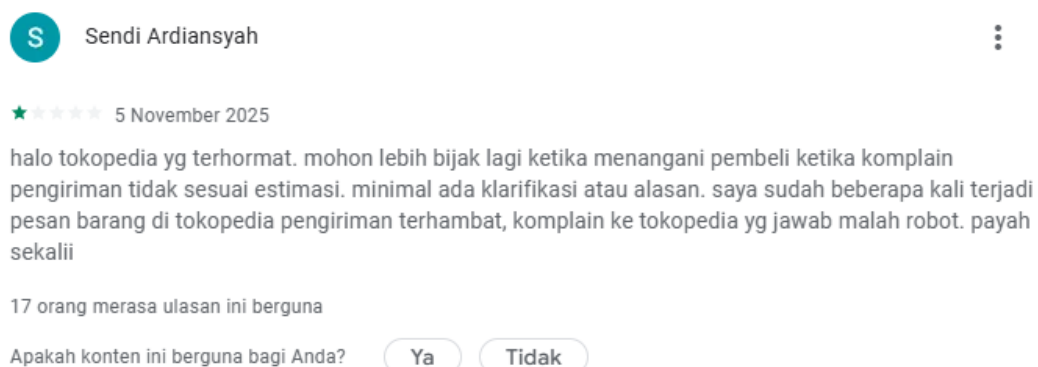 S
Sendi Ardiansyah
5 November 2025
halo tokopedia yg terhormat. mohon lebih bijak lagi ketika menangani pembeli ketika komplain
pengiriman tidak sesuai estimasi. minimal ada klarifikasi atau alasan. saya sudah beberapa kali terjadi
pesan barang di tokopedia pengiriman terhambat, komplain ke tokopedia yg jawab malah robot. payah
sekalii
17 orang merasa ulasan ini berguna
Apakah konten ini berguna bagi Anda? Ya Tidak